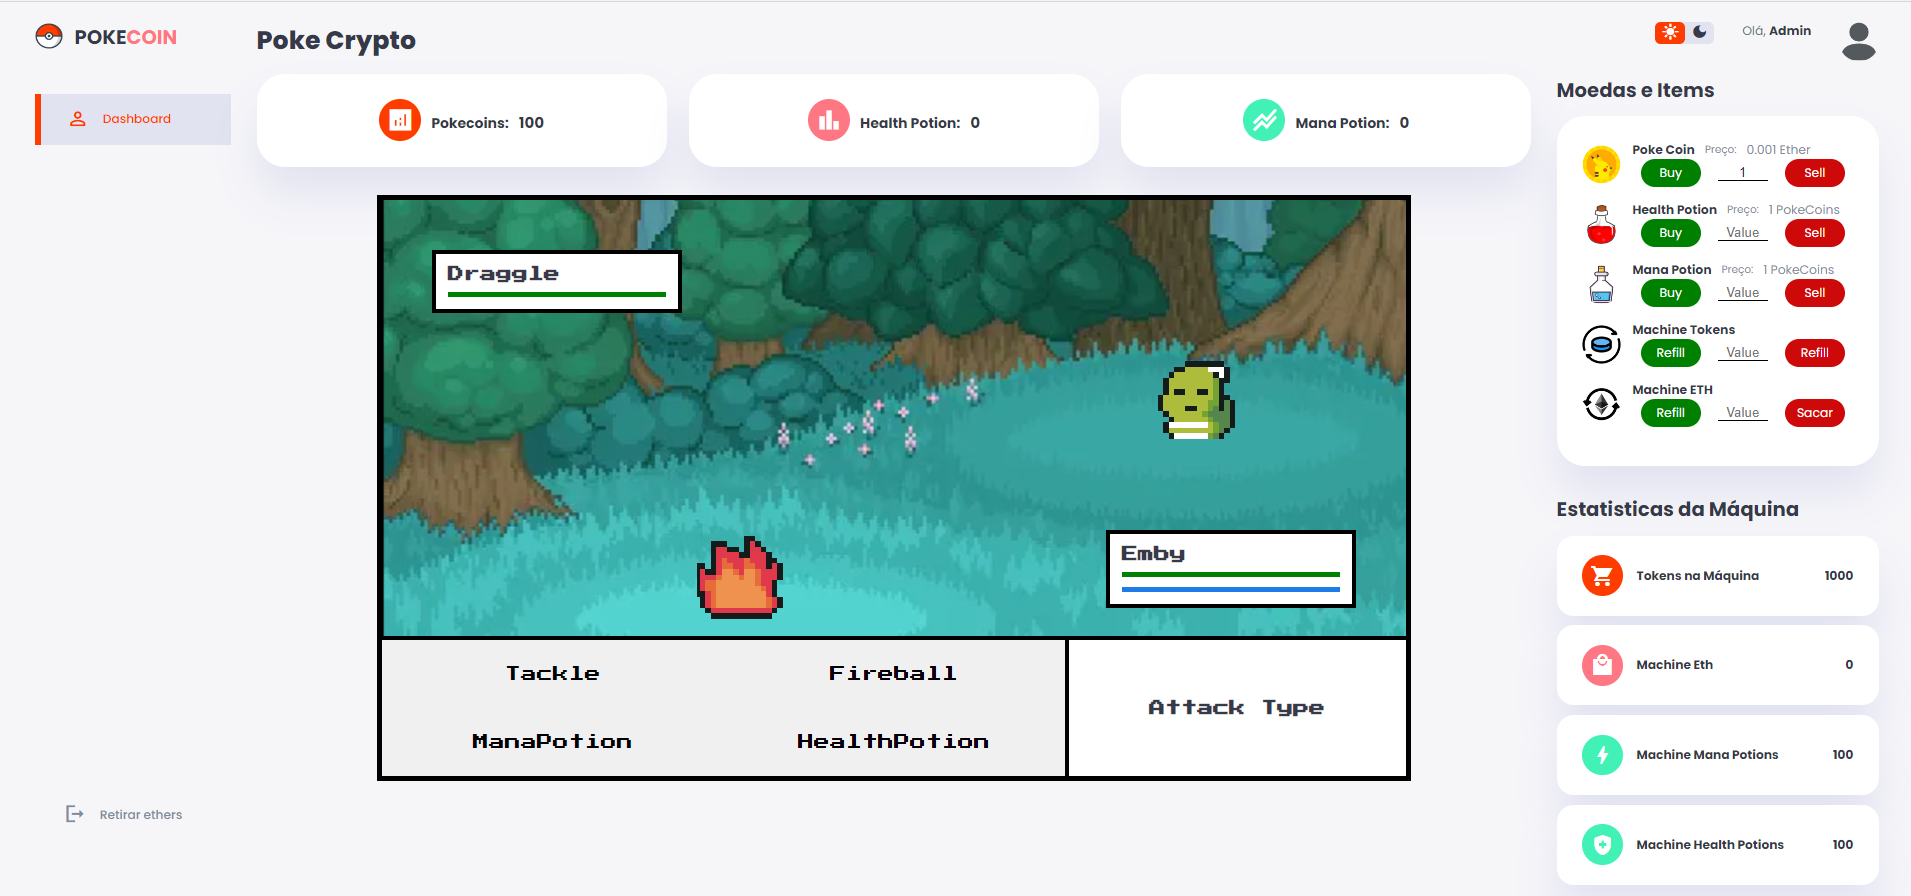 POKECOIN
Poke Crypto
Olá, Admin
Dashboard
Pokecoins: 100
Health Potion: 0
Mana Potion: 0
Draggle
Emby
Tackle
Fireball
ManaPotion
HealthPotion
Attack Type
Retirar ethers
Moedas e Items
Poke Coin Preço: 0.001 Ether
Buy 1 Sell
Health Potion Preço: 1 PokeCoins
Buy Value Sell
Mana Potion Preço: 1 PokeCoins
Buy Value Sell
Machine Tokens
Refill Value Refill
Machine ETH
Refill Value Sacar
Estatisticas da Máquina
Tokens na Máquina 1000
Machine Eth 0
Machine Mana Potions 100
Machine Health Potions 100